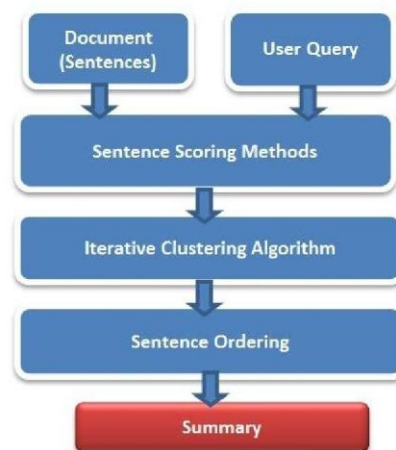 Document
(Sentences)
User Query
Sentence Scoring Methods
Iterative Clustering Algorithm
Sentence Ordering
Summary